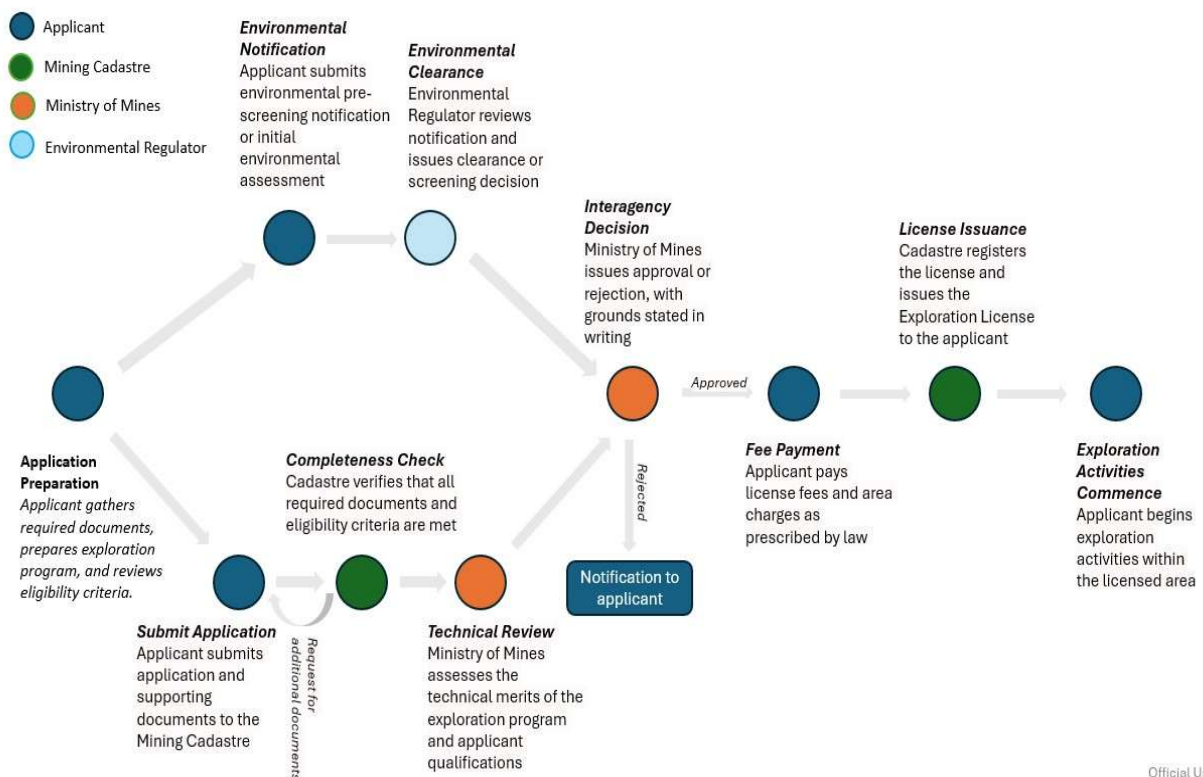 Applicant
Mining Cadastre
Ministry of Mines
Environmental Regulator
Environmental
Notification
Applicant submits
environmental pre-
screening notification
or initial
environmental
assessment
Environmental
Clearance
Environmental
Regulator reviews
notification and
issues clearance or
screening decision
Interagency
Decision
Ministry of Mines
issues approval or
rejection, with
grounds stated in
writing
License Issuance
Cadastre registers
the license and
issues the
Exploration License
to the applicant
Approved
Rejected
Application
Preparation
Applicant gathers
required documents,
prepares exploration
program, and reviews
eligibility criteria.
Completeness Check
Cadastre verifies that all
required documents and
eligibility criteria are met
Fee Payment
Applicant pays
license fees and area
charges as
prescribed by law
Exploration
Activities
Commence
Applicant begins
exploration
activities within
the licensed area
Notification to
applicant
Submit Application
Applicant submits
application and
supporting
documents to the
Mining Cadastre
Request for
additional documents
Technical Review
Ministry of Mines
assesses the
technical merits of the
exploration program
and applicant
qualifications
Official U